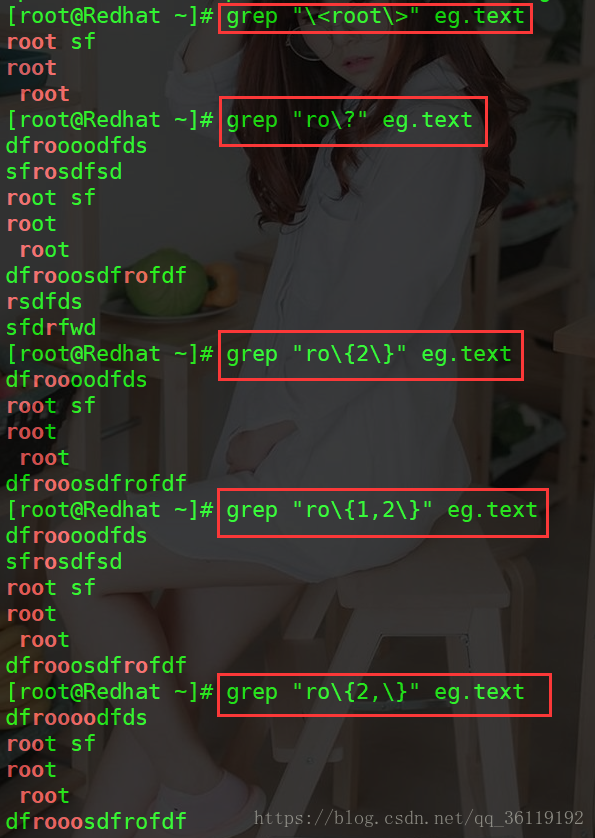 [root@Redhat ~]# grep "\<root\>" eg.text
root sf
root
 root
[root@Redhat ~]# grep "ro\?" eg.text
dfroooodfds
sfrosdfsd
root sf
root
 root
dfrooosdfrofdf
rsdfds
sfdrfwd
[root@Redhat ~]# grep "ro\{2\}" eg.text
dfroooodfds
root sf
root
 root
dfrooosdfrofdf
[root@Redhat ~]# grep "ro\{1,2\}" eg.text
dfroooodfds
sfrosdfsd
root sf
root
 root
dfrooosdfrofdf
[root@Redhat ~]# grep "ro\{2,\}" eg.text
dfroooodfds
root sf
root
 root
dfrooosdfrofdf
https://blog.csdn.net/qq_36119192